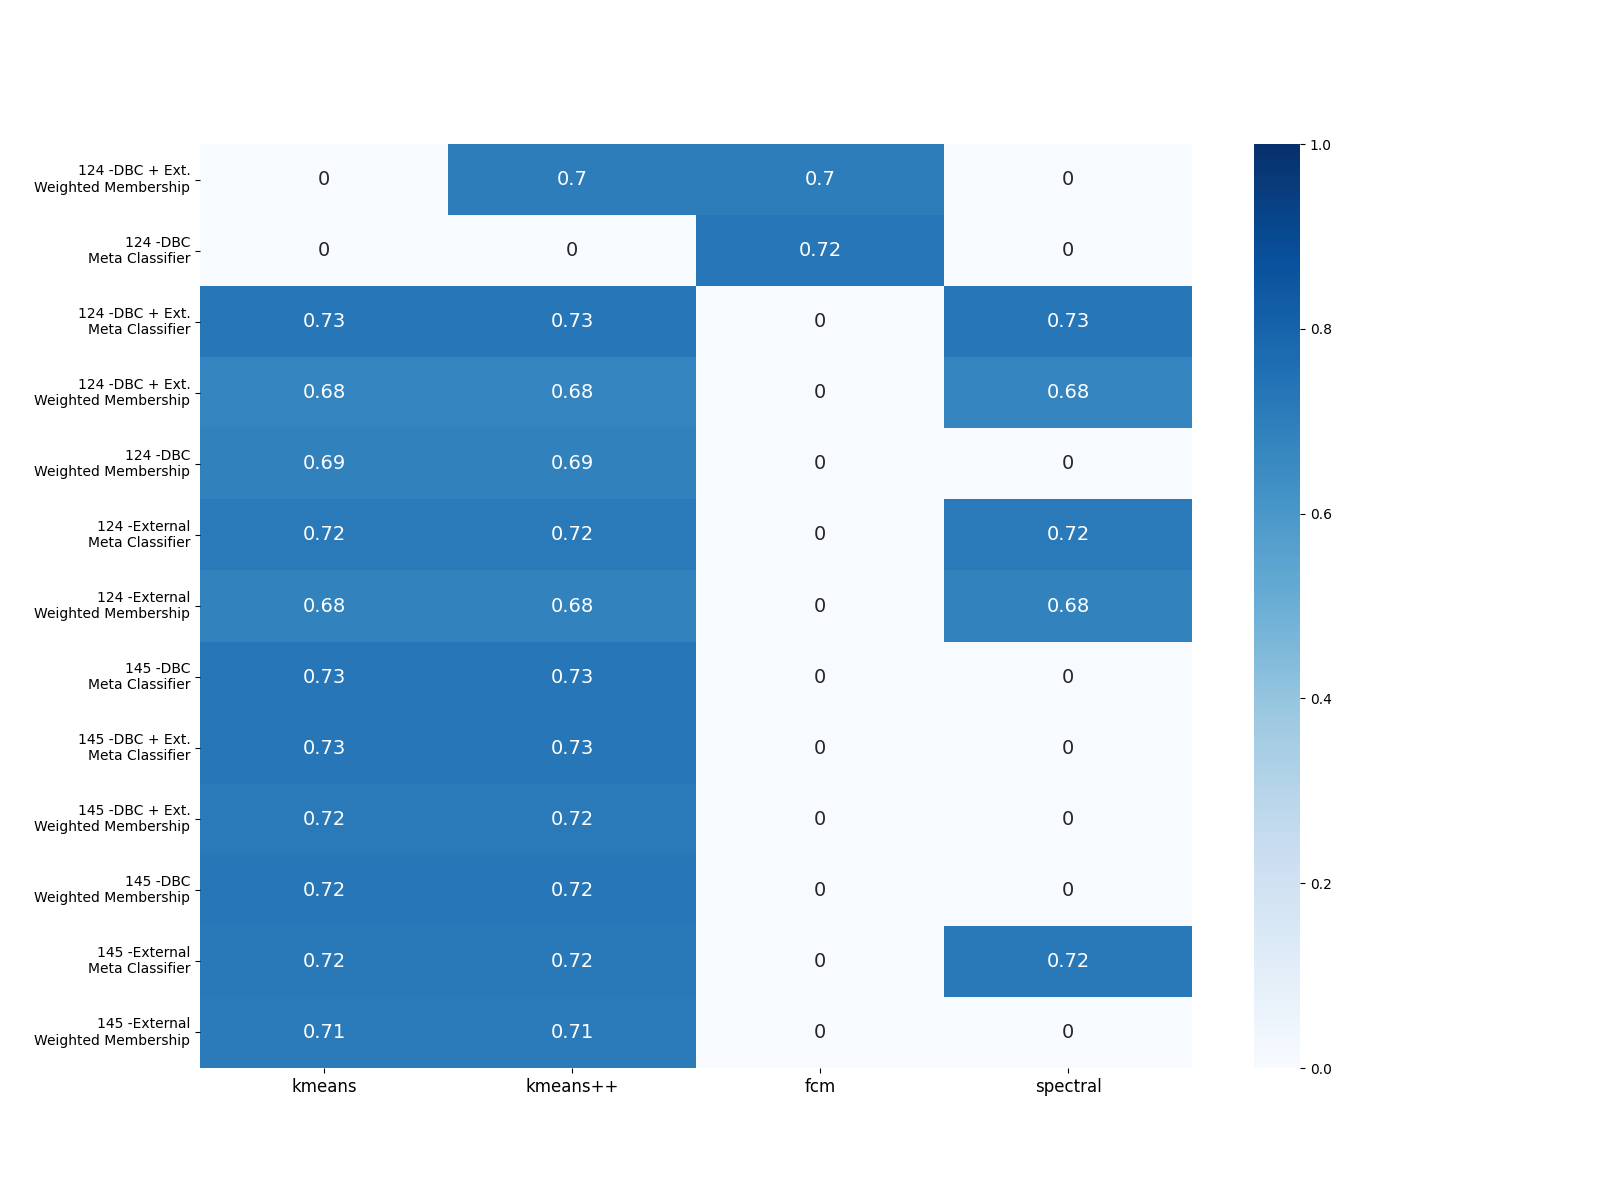 124 -DBC + Ext.
Weighted Membership
0 0.7 0.7 0
124 -DBC
Meta Classifier
0 0 0.72 0
124 -DBC + Ext.
Meta Classifier
0.73 0.73 0 0.73
124 -DBC + Ext.
Weighted Membership
0.68 0.68 0 0.68
124 -DBC
Weighted Membership
0.69 0.69 0 0
124 -External
Meta Classifier
0.72 0.72 0 0.72
124 -External
Weighted Membership
0.68 0.68 0 0.68
145 -DBC
Meta Classifier
0.73 0.73 0 0
145 -DBC + Ext.
Meta Classifier
0.73 0.73 0 0
145 -DBC + Ext.
Weighted Membership
0.72 0.72 0 0
145 -DBC
Weighted Membership
0.72 0.72 0 0
145 -External
Meta Classifier
0.72 0.72 0 0.72
145 -External
Weighted Membership
0.71 0.71 0 0
kmeans kmeans++ fcm spectral
1.0
0.8
0.6
0.4
0.2
0.0